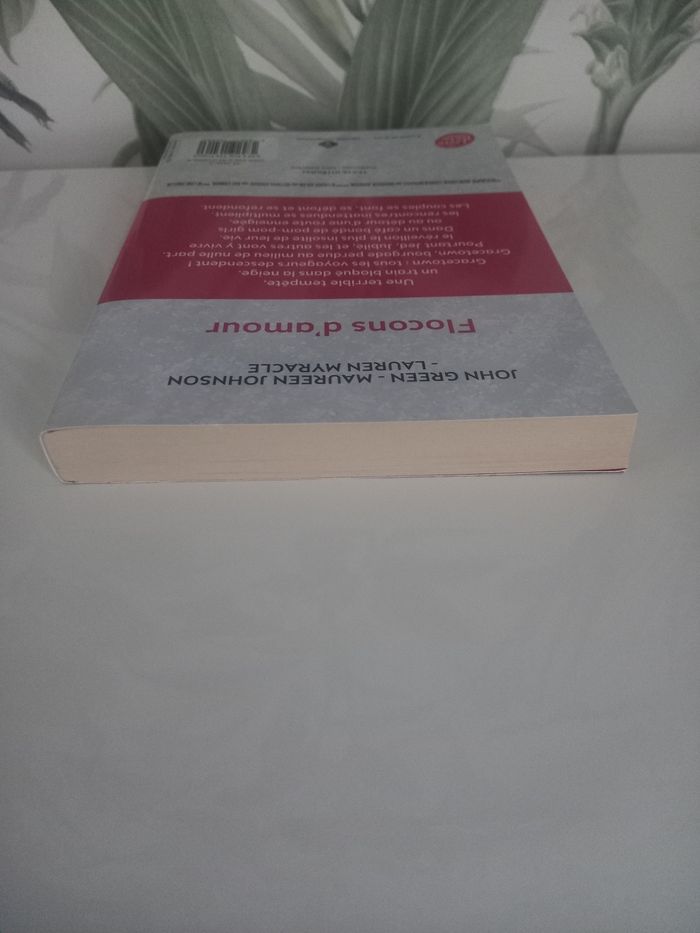 JOHN GREEN - MAUREEN JOHNSON
- LAUREN MYRACLE
Flocons d'amour
Une terrible tempête,
un train bloqué dans la neige.
Gracetown : tous les voyageurs descendent !
Gracetown, bourgade perdue au milieu de nulle part.
Pourtant Jed, Jubilé, et les autres vont y vivre
le réveillon le plus insolite de leur vie.
Dans un café bondé de pom-pom girls
ou au détour d'une route enneigée,
les rencontres inattendues se multiplient
Les couples se font, se défont et se refondent.
TEXTE INTÉGRAL